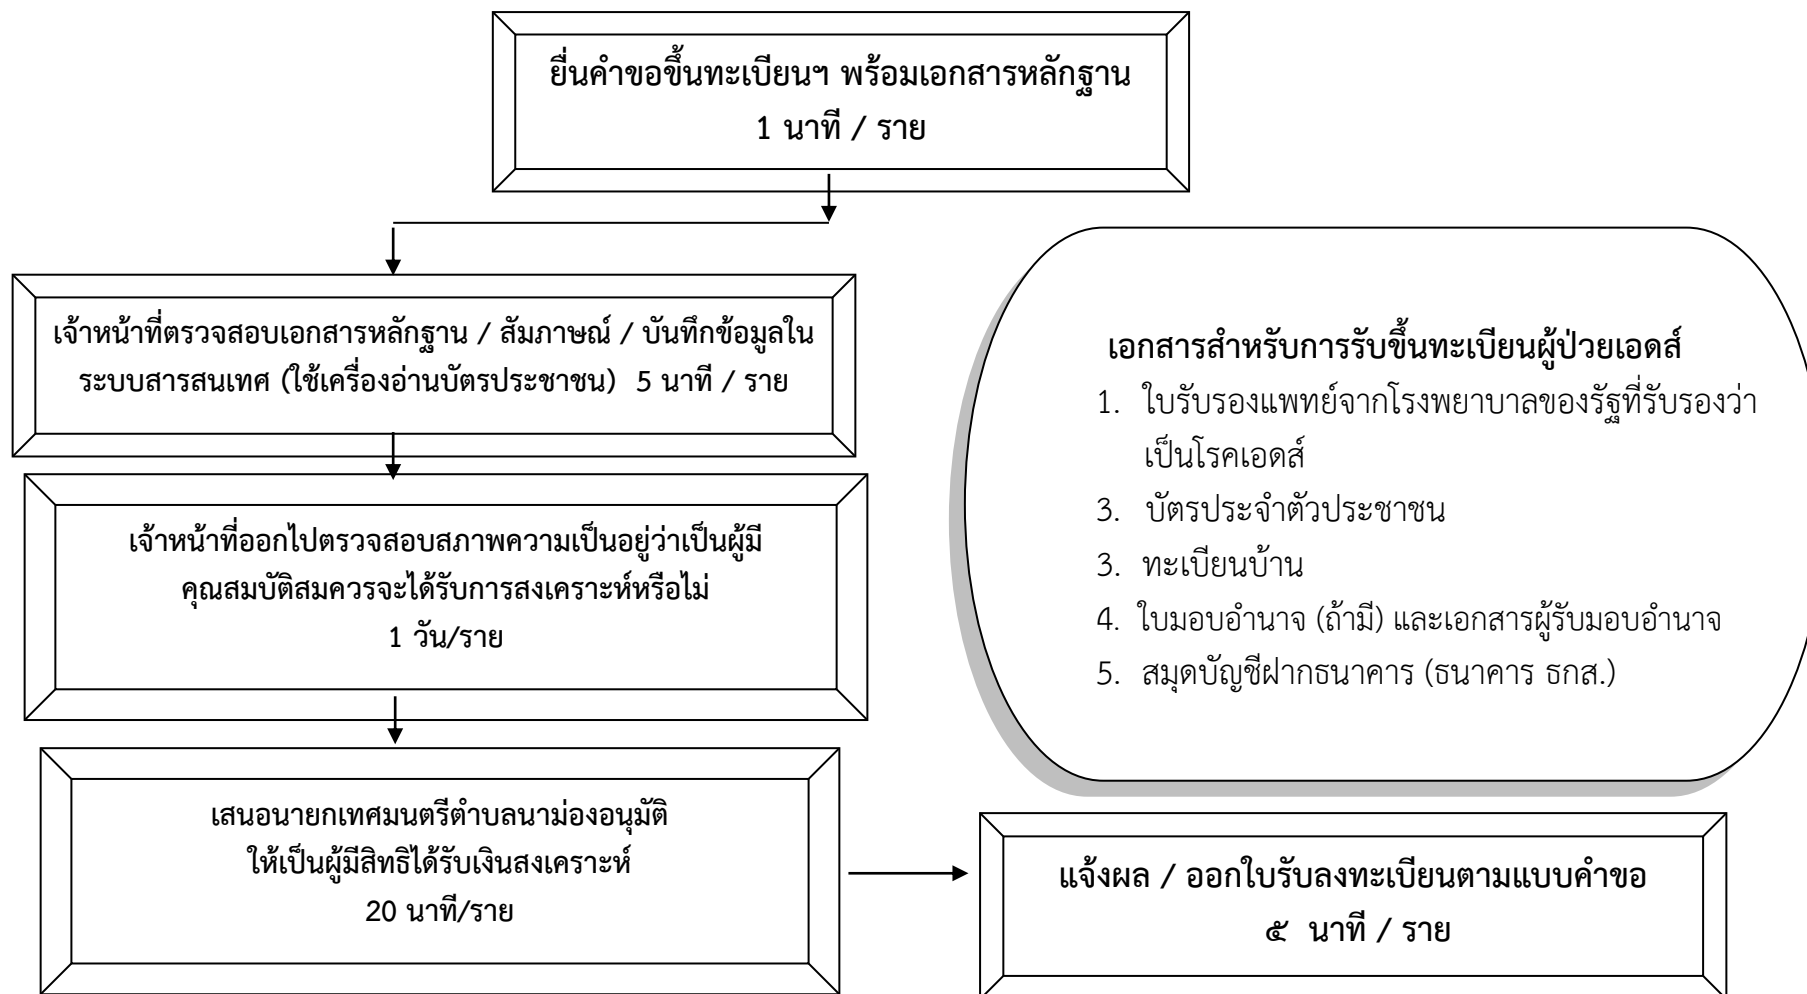 ยื่นคำขอขึ้นทะเบียนฯ พร้อมเอกสารหลักฐาน
1 นาที / ราย
เจ้าหน้าที่ตรวจสอบเอกสารหลักฐาน / สัมภาษณ์ / บันทึกข้อมูลใน
ระบบสารสนเทศ (ใช้เครื่องอ่านบัตรประชาชน) 5 นาที / ราย
เจ้าหน้าที่ออกไปตรวจสอบสภาพความเป็นอยู่ว่าเป็นผู้มี
คุณสมบัติสมควรจะได้รับการสงเคราะห์หรือไม่
1 วัน/ราย
เสนอนายกเทศมนตรีตำบลนาม่องอนุมัติ
ให้เป็นผู้มีสิทธิได้รับเงินสงเคราะห์
20 นาที/ราย
เอกสารสำหรับการรับขึ้นทะเบียนผู้ป่วยเอดส์
1. ใบรับรองแพทย์จากโรงพยาบาลของรัฐที่รับรองว่า
เป็นโรคเอดส์
3. บัตรประจำตัวประชาชน
3. ทะเบียนบ้าน
4. ใบมอบอำนาจ (ถ้ามี) และเอกสารผู้รับมอบอำนาจ
5. สมุดบัญชีฝากธนาคาร (ธนาคาร ธกส.)
แจ้งผล / ออกใบรับลงทะเบียนตามแบบคำขอ
๕ นาที / ราย